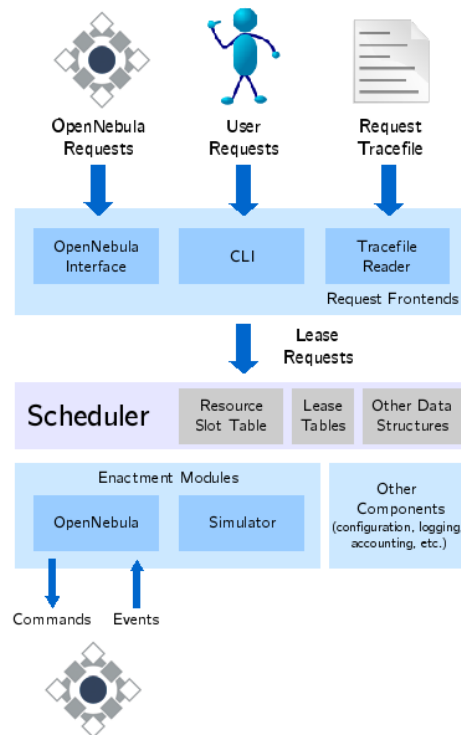 OpenNebula
Requests
User
Requests
Request
Tracefile
OpenNebula
Interface
CLI
Tracefile
Reader
Request Frontends
Lease
Requests
Scheduler
Resource
Slot Table
Lease
Tables
Other Data
Structures
Enactment Modules
OpenNebula
Simulator
Other
Components
(configuration, logging,
accounting, etc.)
Commands
Events